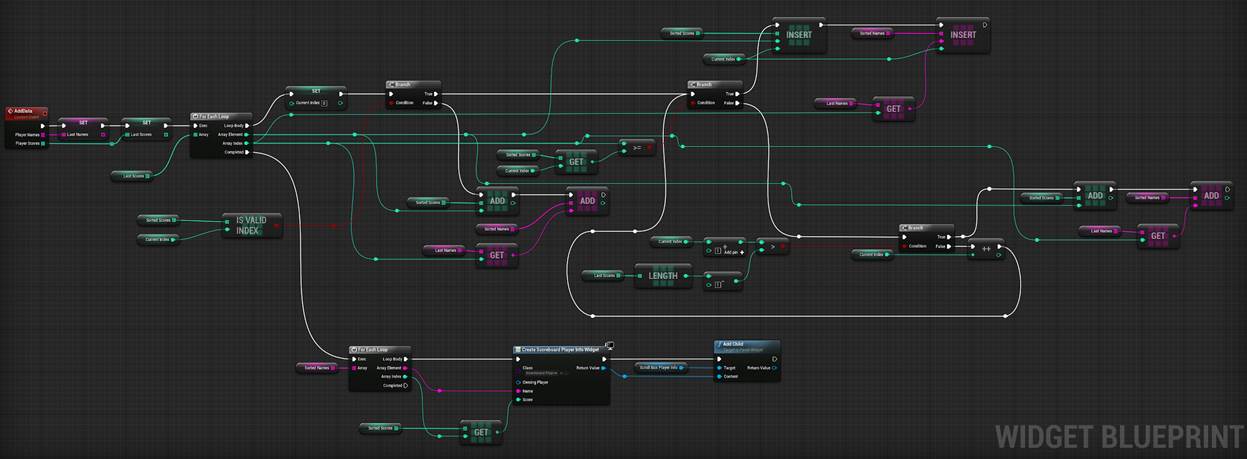 AddData
Custom Event
Player Names
Player Scores
SET
Last Names
SET
Last Scores
Last Scores
For Each Loop
Exec
Loop Body
Array
Array Element
Array Index
Completed
SET
Current Index 0
Branch
True
Condition
False
Sorted Scores
Current Index
IS VALID
INDEX
Sorted Scores
ADD
ADD
Sorted Names
Last Names
GET
Sorted Scores
Current Index
GET
>=
Branch
True
Condition
False
Sorted Scores
Current Index
INSERT
Sorted Names
INSERT
Last Names
GET
Current Index
+
Add pin +
>
Last Scores
LENGTH
Branch
True
Condition
False
Current Index
++
Sorted Scores
ADD
Sorted Names
ADD
Last Names
GET
Sorted Names
For Each Loop
Exec
Loop Body
Array
Array Element
Array Index
Completed
Sorted Scores
GET
Create Scoreboard Player Info Widget
Class
Return Value
Owning Player
Name
Score
Scroll Box Player Info
Add Child
Target is Panel Widget
Target
Return Value
Content
WIDGET BLUEPRINT